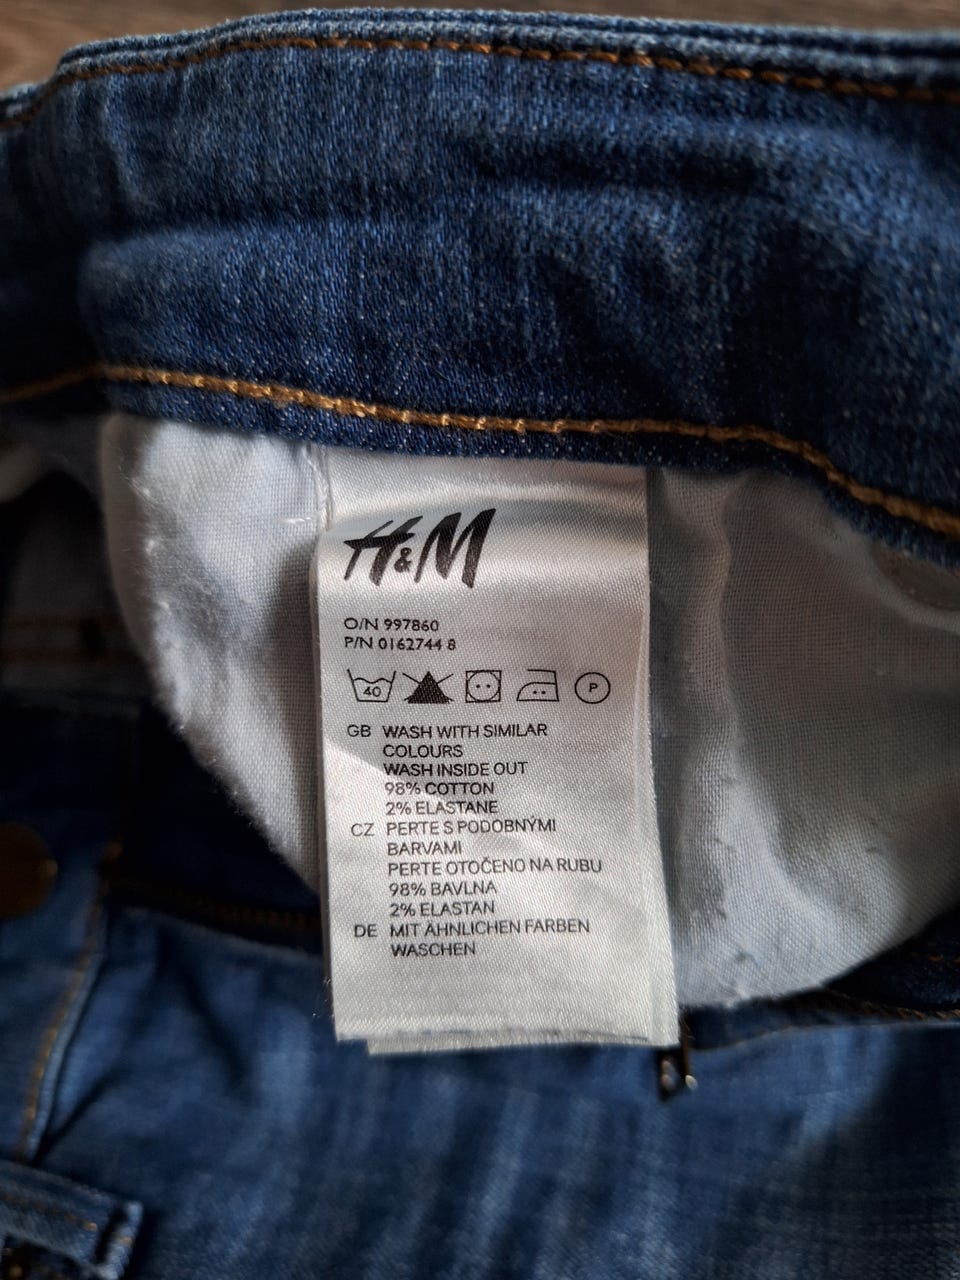 H&M
O/N 997860
P/N 0162744 8
40 P
GB WASH WITH SIMILAR
COLOURS
WASH INSIDE OUT
98% COTTON
2% ELASTANE
CZ PERTE S PODOBNÝMI
BARVAMI
PERTE OTOČENO NA RUBU
98% BAVLNA
2% ELASTAN
DE MIT ÄHNLICHEN FARBEN
WASCHEN